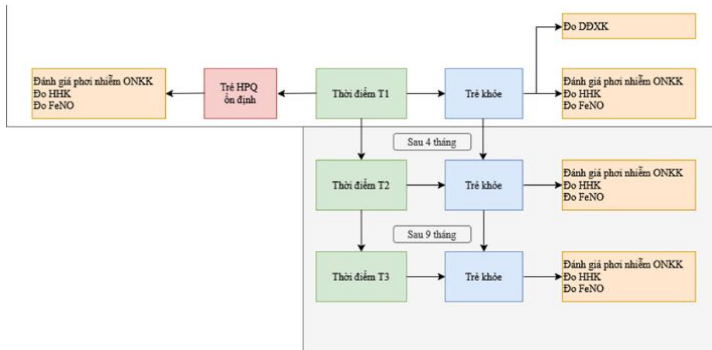 Đo DĐXK
Đánh giá phơi nhiễm ONKK
Đo HHK
Đo FeNO
Trẻ HPQ
ổn định
Thời điểm T1
Trẻ khỏe
Đánh giá phơi nhiễm ONKK
Đo HHK
Đo FeNO
Sau 4 tháng
Thời điểm T2
Trẻ khỏe
Đánh giá phơi nhiễm ONKK
Đo HHK
Đo FeNO
Sau 9 tháng
Thời điểm T3
Trẻ khỏe
Đánh giá phơi nhiễm ONKK
Đo HHK
Đo FeNO